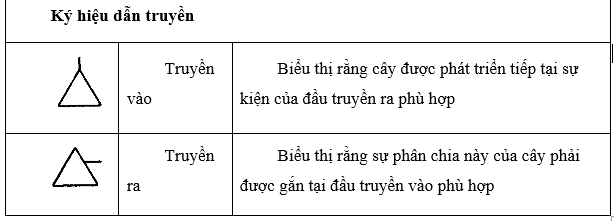 Ký hiệu dẫn truyền
Truyền vào
Biểu thị rằng cây được phát triển tiếp tại sự
kiện của đầu truyền ra phù hợp
Truyền ra
Biểu thị rằng sự phân chia này của cây phải
được gắn tại đầu truyền vào phù hợp